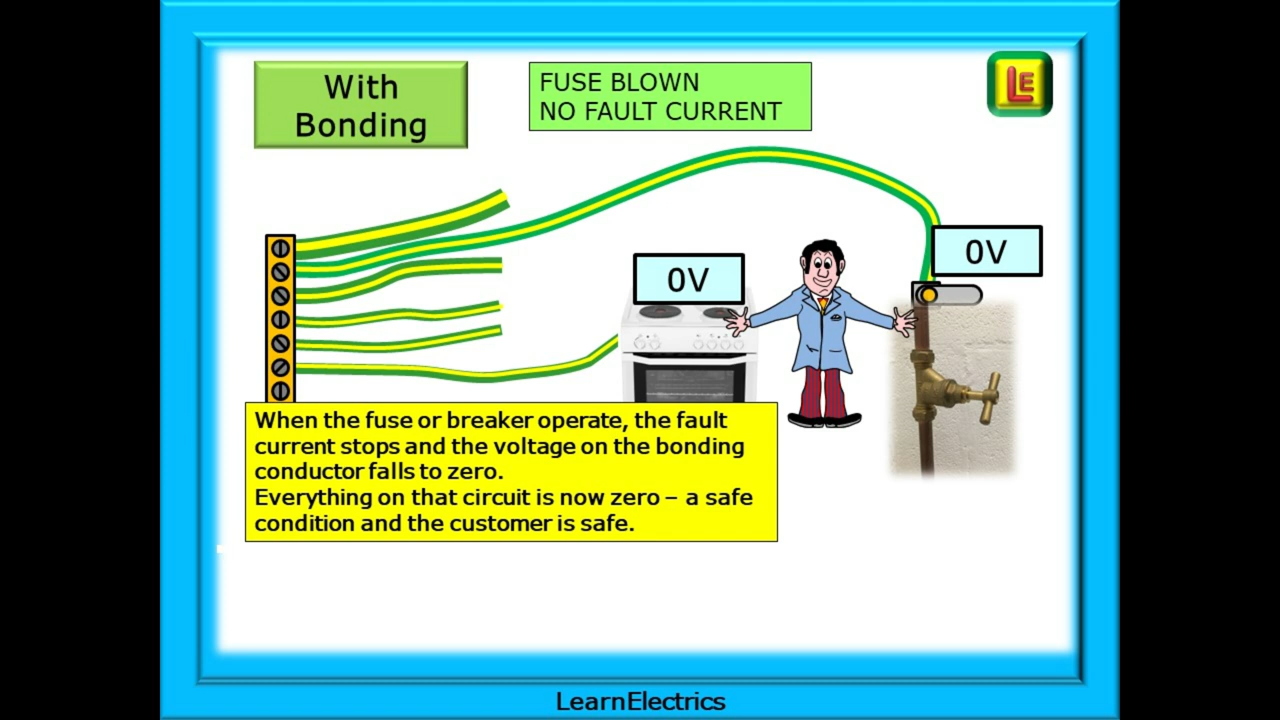 With
Bonding
FUSE BLOWN
NO FAULT CURRENT
LE
0V
0V
When the fuse or breaker operate, the fault
current stops and the voltage on the bonding
conductor falls to zero.
Everything on that circuit is now zero – a safe
condition and the customer is safe.
LearnElectrics